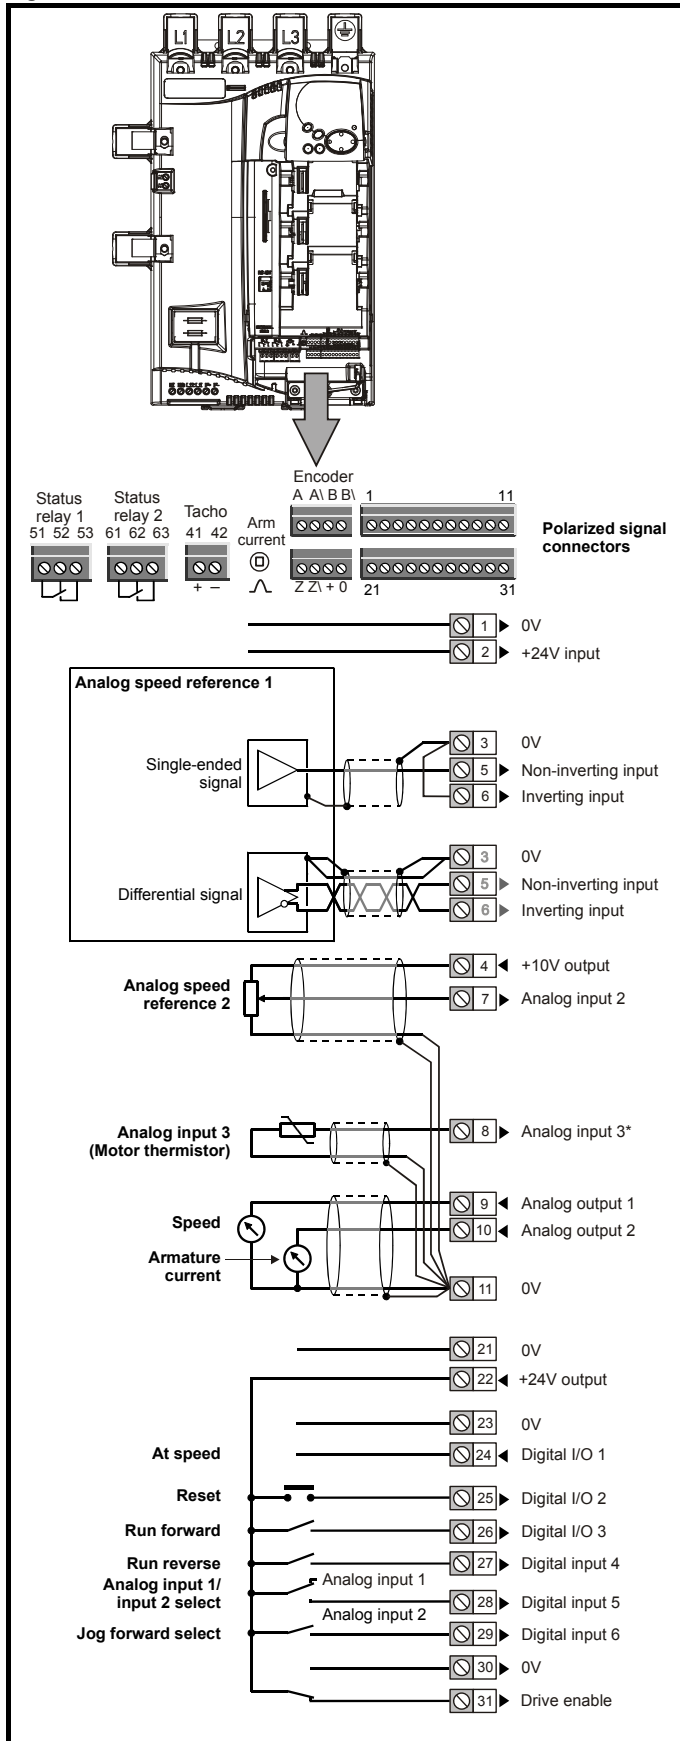 L1 L2 L3
Encoder
A A\ B B\ 1 11
Status relay 1
51 52 53
Status relay 2
61 62 63
Tacho
41 42
+ –
Arm current
Z Z\ + 0 21 31
Polarized signal connectors
1 0V
2 +24V input
Analog speed reference 1
Single-ended signal
3 0V
5 Non-inverting input
6 Inverting input
Differential signal
3 0V
5 Non-inverting input
6 Inverting input
Analog speed reference 2
4 +10V output
7 Analog input 2
Analog input 3
(Motor thermistor)
8 Analog input 3*
Speed
9 Analog output 1
Armature current
10 Analog output 2
11 0V
21 0V
22 +24V output
23 0V
At speed
24 Digital I/O 1
Reset
25 Digital I/O 2
Run forward
26 Digital I/O 3
Run reverse
27 Digital input 4
Analog input 1/
input 2 select
Analog input 1
28 Digital input 5
Analog input 2
Jog forward select
29 Digital input 6
30 0V
31 Drive enable